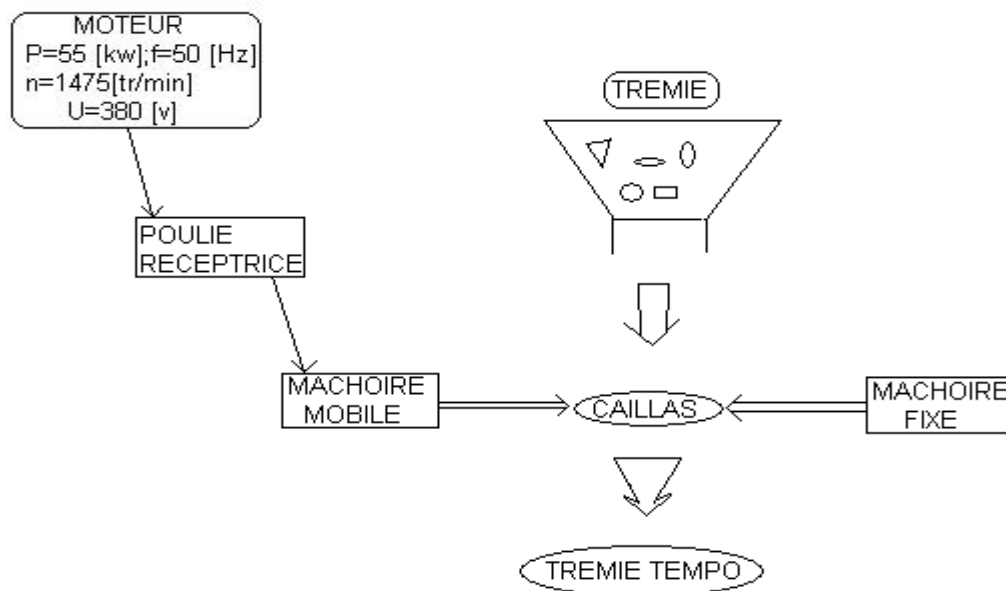 MOTEUR
P=55 [kw];f=50 [Hz]
n=1475[tr/min]
U=380 [v]
TREMIE
POULIE
RECEPTRICE
MACHOIRE
MOBILE
CAILLAS
MACHOIRE
FIXE
TREMIE TEMPO